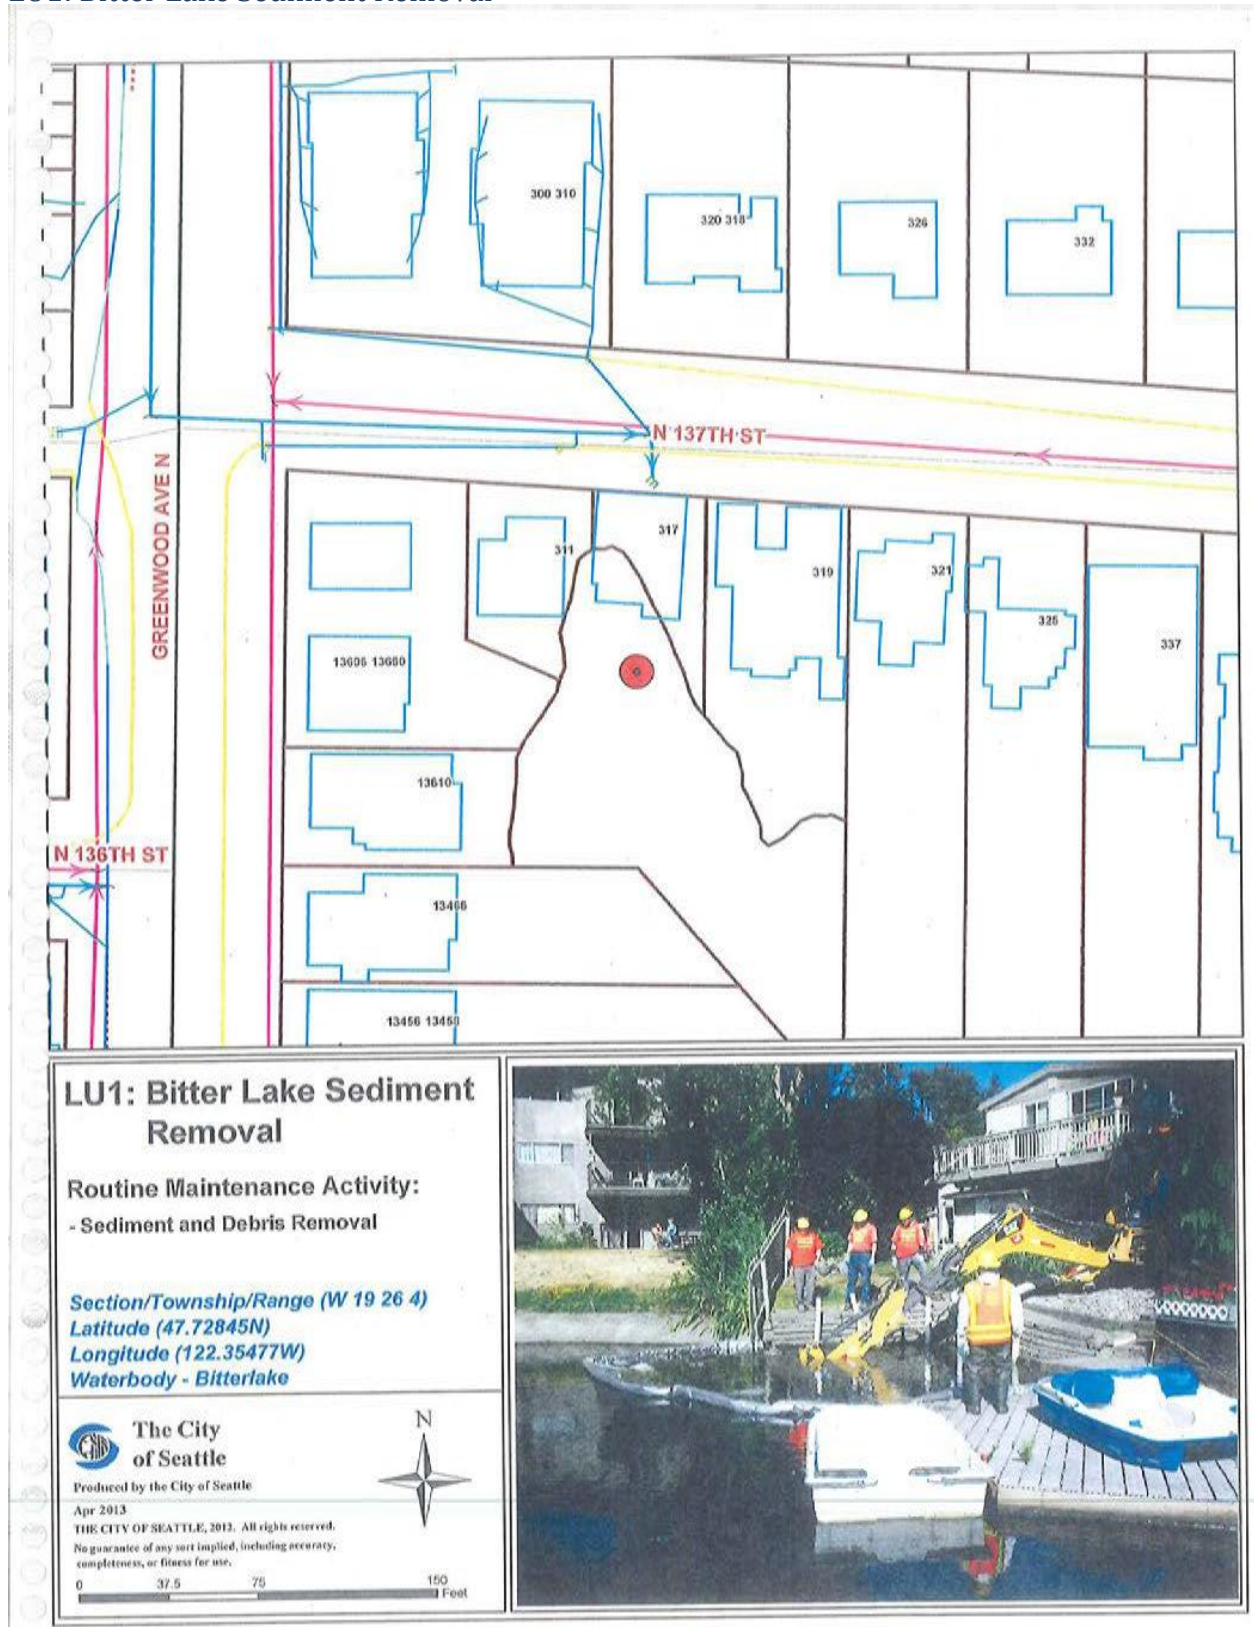 LU1: Bitter Lake Sediment Removal
300 310
320 318
326
332
N 137TH ST
GREENWOOD AVE N
311
317
319
321
325
337
13606 13660
13610
N 136TH ST
13466
13456 13458
LU1: Bitter Lake Sediment
Removal
Routine Maintenance Activity:
- Sediment and Debris Removal
Section/Township/Range (W 19 26 4)
Latitude (47.72845N)
Longitude (122.35477W)
Waterbody - Bitterlake
The City
of Seattle
N
Produced by the City of Seattle
Apr 2013
THE CITY OF SEATTLE, 2013. All rights reserved.
No guarantee of any sort implied, including accuracy,
completeness, or fitness for use.
0 37.5 75 150
Feet
CAT